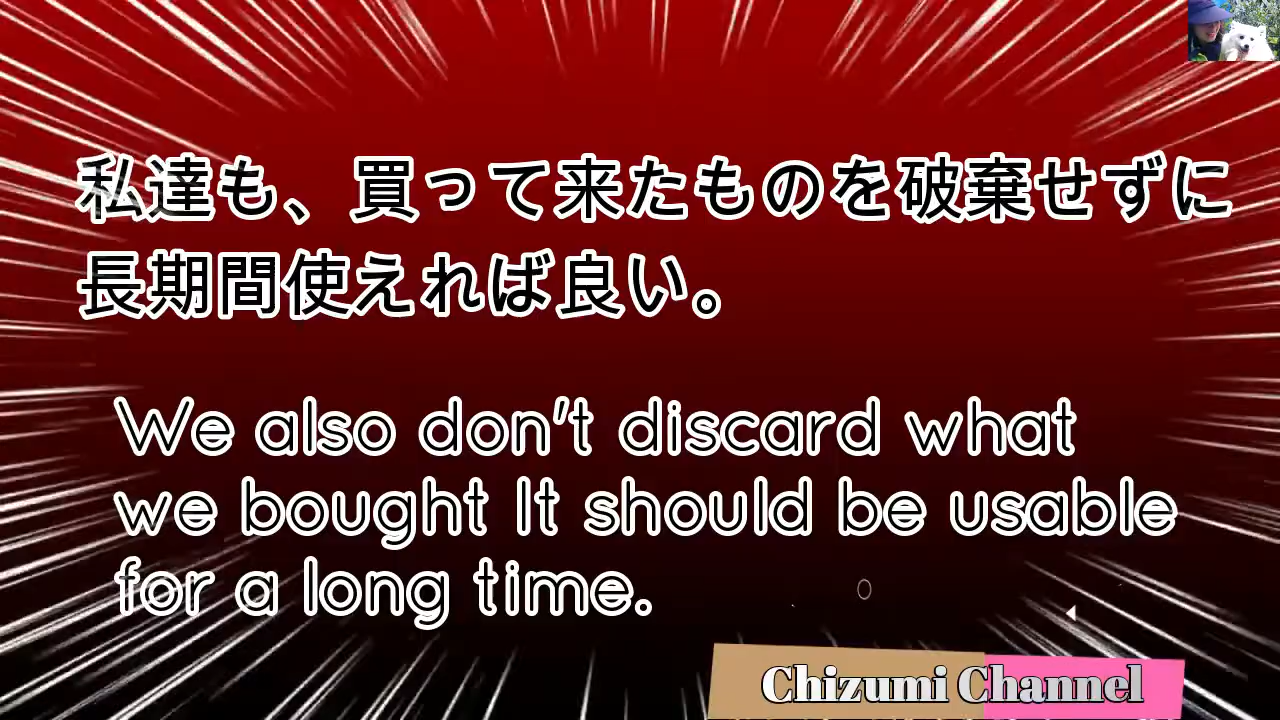 私達も、買って来たものを破棄せずに
長期間使えれば良い。
We also don't discard what
we bought It should be usable
for a long time.
Chizumi Channel